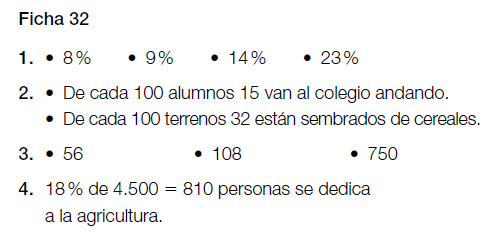 Ficha 32
1. • 8 % • 9 % • 14 % • 23 %
2. • De cada 100 alumnos 15 van al colegio andando.
• De cada 100 terrenos 32 están sembrados de cereales.
3. • 56 • 108 • 750
4. 18 % de 4.500 = 810 personas se dedica
a la agricultura.